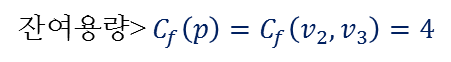 잔여용량> C_f(p) = C_f(v_2, v_3) = 4